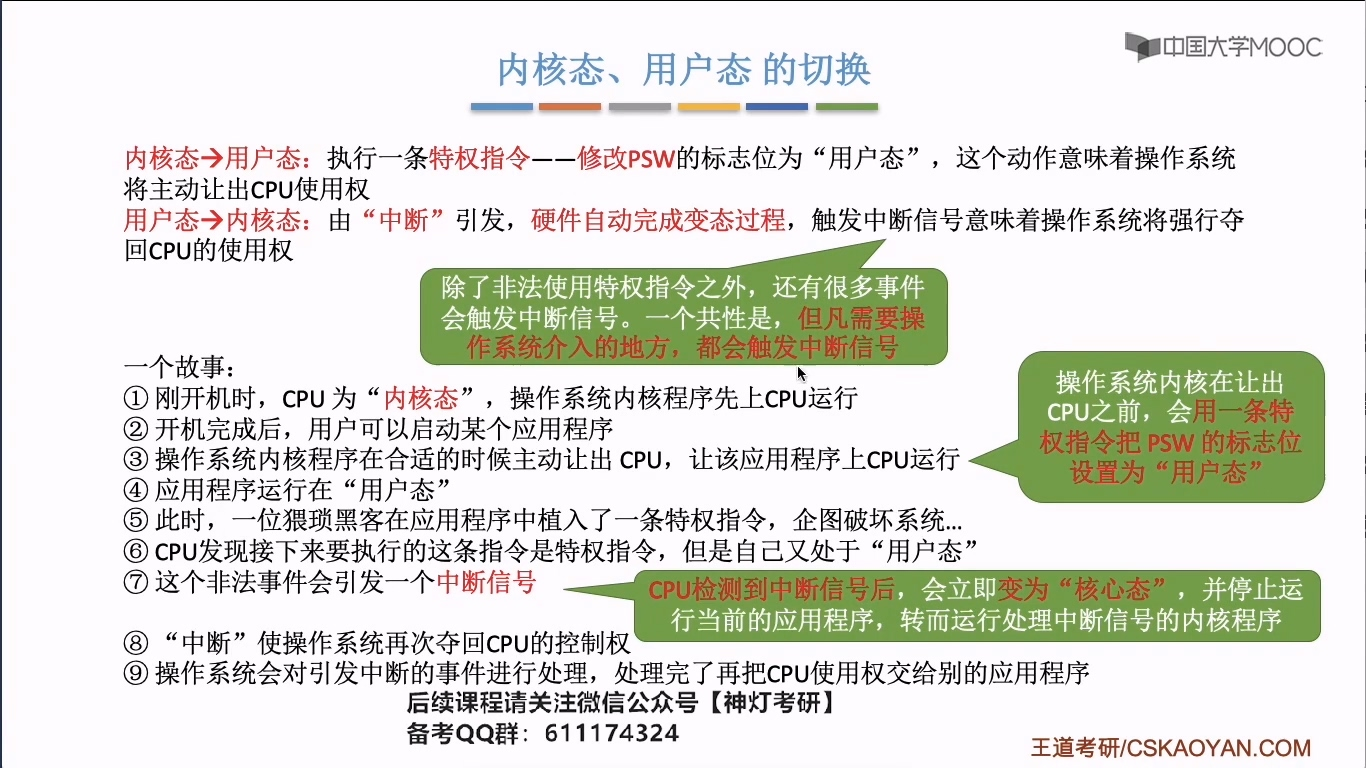 中国大学MOOC
内核态、用户态 的切换
内核态→用户态：执行一条特权指令——修改PSW的标志位为“用户态”，这个动作意味着操作系统
将主动让出CPU使用权
用户态→内核态：由“中断”引发，硬件自动完成变态过程，触发中断信号意味着操作系统将强行夺
回CPU的使用权
除了非法使用特权指令之外，还有很多事件
会触发中断信号。一个共性是，但凡需要操
作系统介入的地方，都会触发中断信号
一个故事：
① 刚开机时，CPU 为“内核态”，操作系统内核程序先上CPU运行
② 开机完成后，用户可以启动某个应用程序
③ 操作系统内核程序在合适的时候主动让出 CPU，让该应用程序上CPU运行
操作系统内核在让出
CPU之前，会用一条特
权指令把 PSW 的标志位
设置为“用户态”
④ 应用程序运行在“用户态”
⑤ 此时，一位猥琐黑客在应用程序中植入了一条特权指令，企图破坏系统...
⑥ CPU发现接下来要执行的这条指令是特权指令，但是自己又处于“用户态”
⑦ 这个非法事件会引发一个中断信号
CPU检测到中断信号后，会立即变为“核心态”，并停止运
行当前的应用程序，转而运行处理中断信号的内核程序
⑧ “中断”使操作系统再次夺回CPU的控制权
⑨ 操作系统会对引发中断的事件进行处理，处理完了再把CPU使用权交给别的应用程序
后续课程请关注微信公众号【神灯考研】
备考QQ群：611174324
王道考研/CSKAOYAN.COM